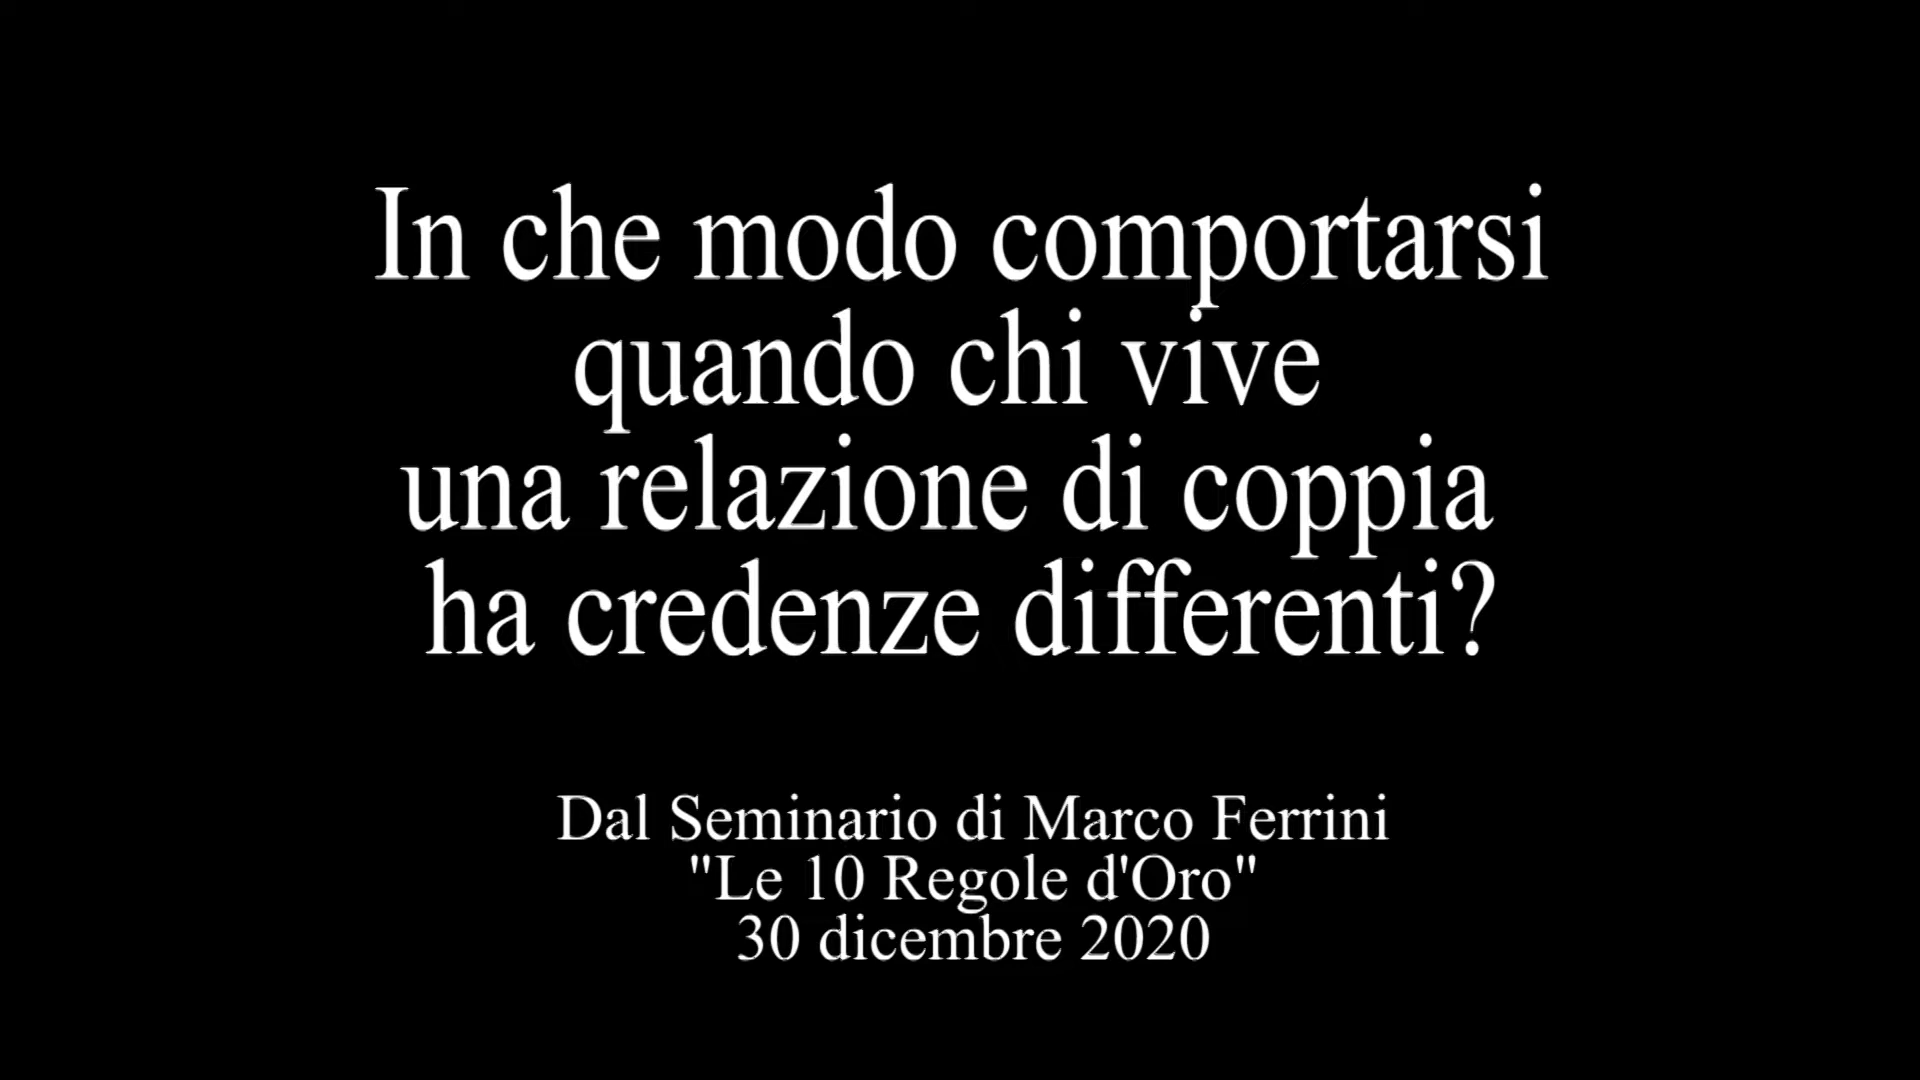 In che modo comportarsi
quando chi vive
una relazione di coppia
ha credenze differenti?
Dal Seminario di Marco Ferrini
"Le 10 Regole d'Oro"
30 dicembre 2020